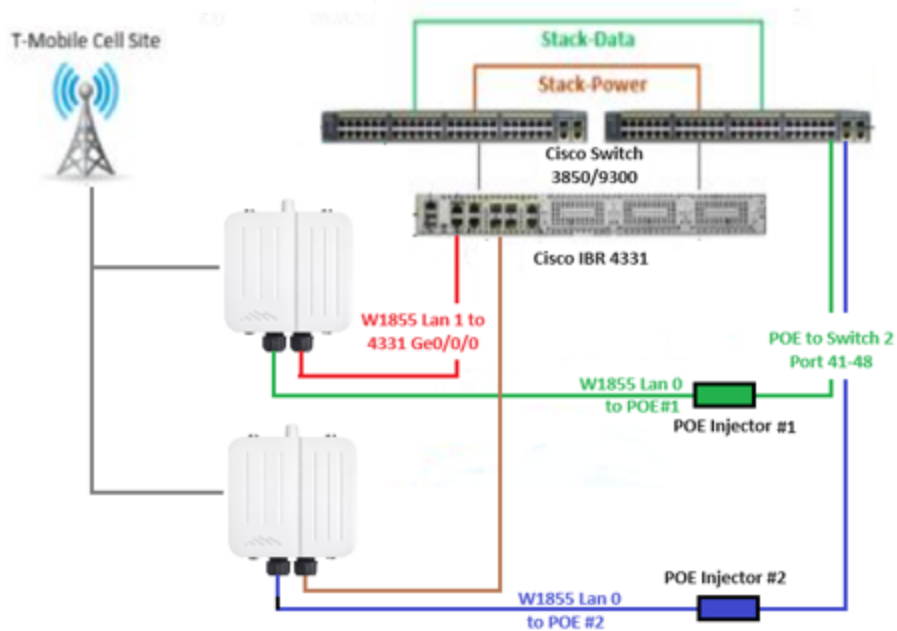 T-Mobile Cell Site
Stack-Data
Stack-Power
Cisco Switch
3850/9300
Cisco IBR 4331
W1855 Lan 1 to
4331 Ge0/0/0
POE to Switch 2
Port 41-48
W1855 Lan 0
to POE#1
POE Injector #1
POE Injector #2
W1855 Lan 0
to POE #2